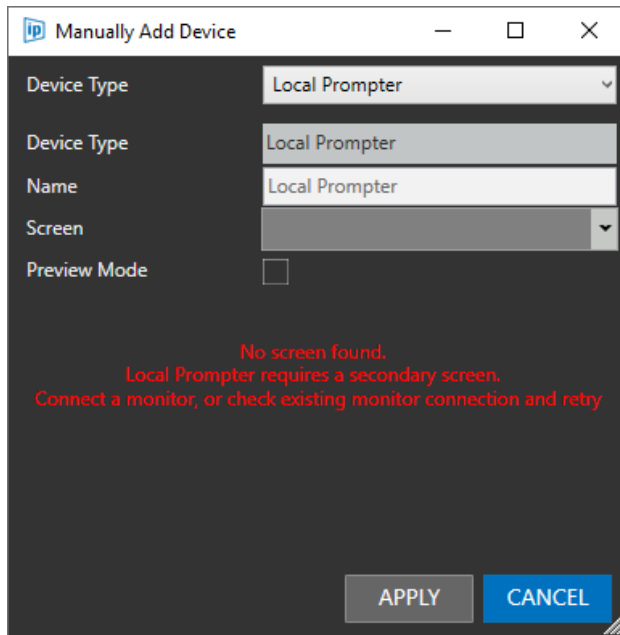 ip Manually Add Device
Device Type Local Prompter
Device Type Local Prompter
Name Local Prompter
Screen
Preview Mode
No screen found.
Local Prompter requires a secondary screen.
Connect a monitor, or check existing monitor connection and retry
APPLY CANCEL